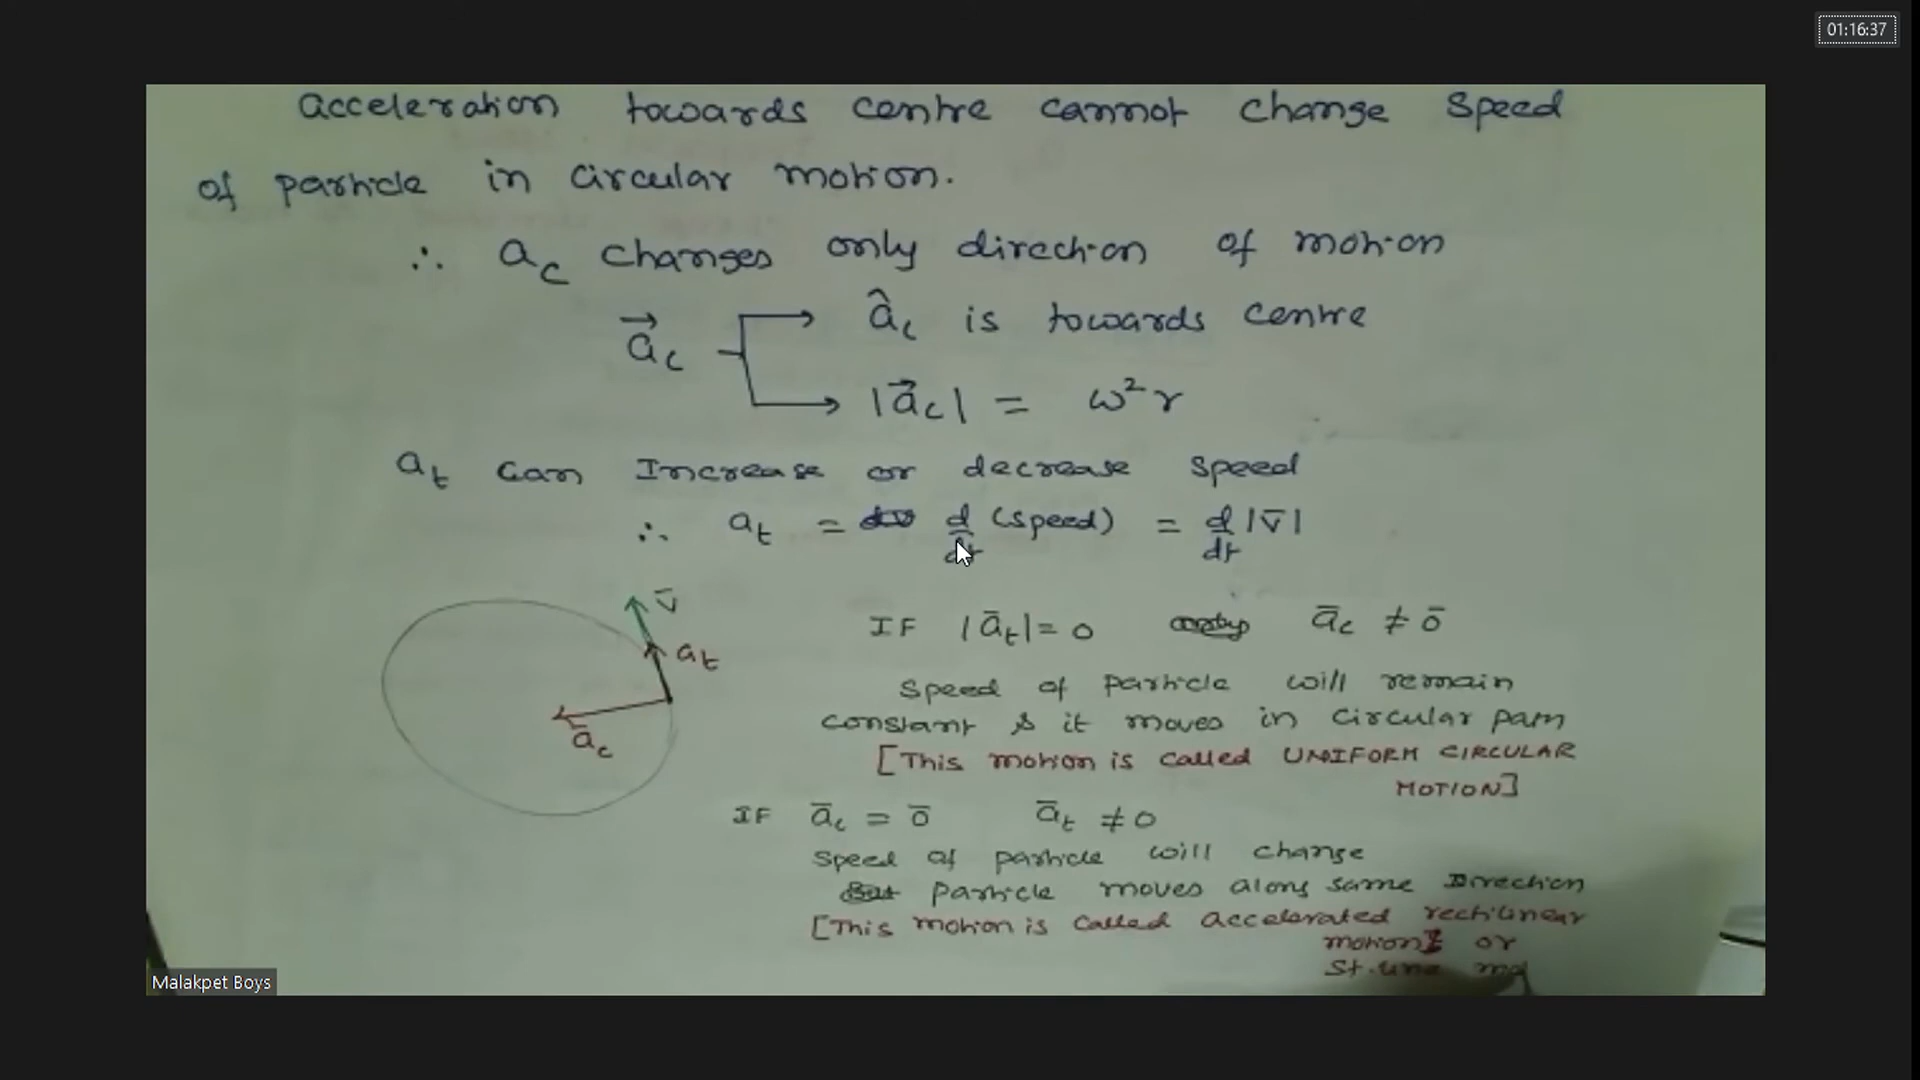 01:16:37
acceleration towards centre cannot change speed
of particle in circular motion.
∴ a_c changes only direction of motion
a⃗_c → â_c is towards centre
→ |a⃗_c| = ω²r
a_t can Increase or decrease speed
∴ a_t = d/dt (speed) = d/dt |v̄|
v̄
a_t
ā_c
IF |ā_t| = 0 ā_c ≠ ō
Speed of particle will remain
constant & it moves in circular path
[This motion is called UNIFORM CIRCULAR
MOTION]
IF ā_c = ō ā_t ≠ 0
Speed of particle will change
particle moves along same Direction
[This motion is called accelerated rectilinear
motion] or
St. line
Malakpet Boys